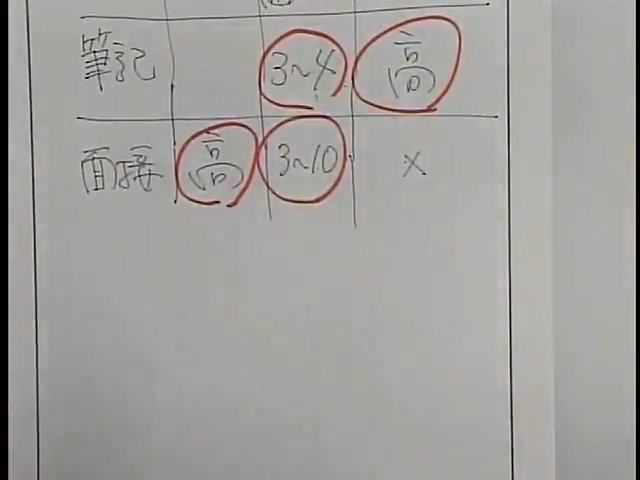 筆記 3~4 高
面接 高 3~10 ×